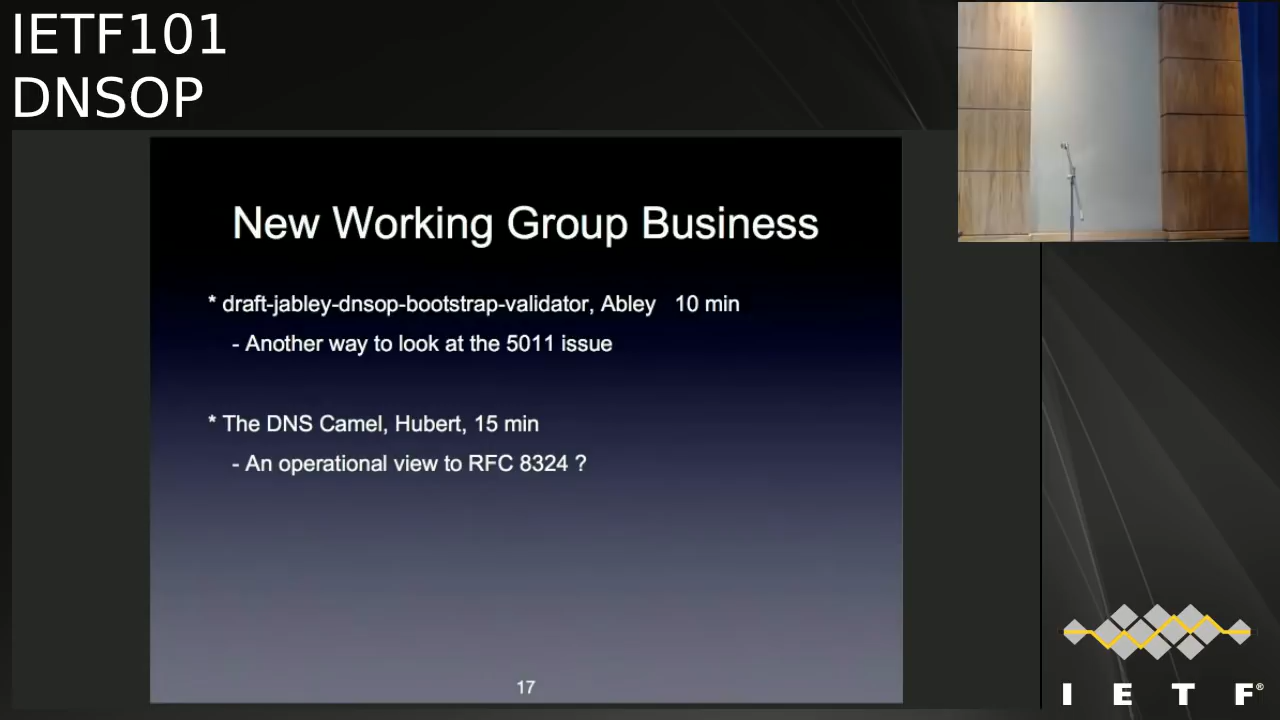 IETF101
DNSOP
New Working Group Business
* draft-jabley-dnsop-bootstrap-validator, Abley 10 min
- Another way to look at the 5011 issue
* The DNS Camel, Hubert, 15 min
- An operational view to RFC 8324 ?
17
I E T F®